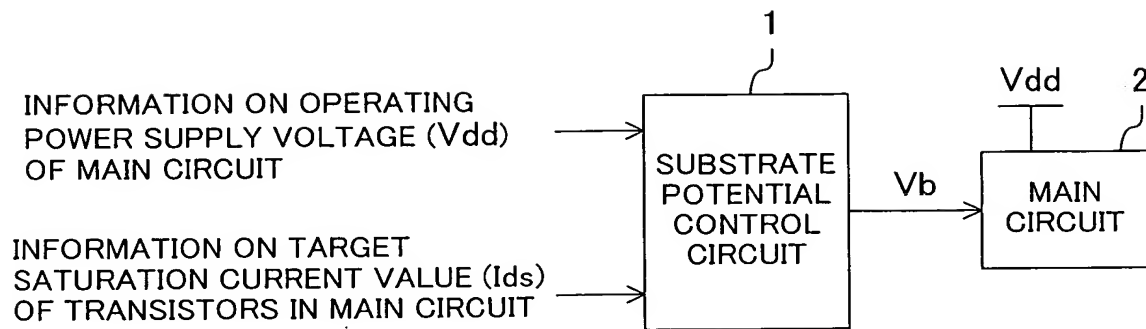 1
INFORMATION ON OPERATING
POWER SUPPLY VOLTAGE (Vdd)
OF MAIN CIRCUIT
INFORMATION ON TARGET
SATURATION CURRENT VALUE (Ids)
OF TRANSISTORS IN MAIN CIRCUIT
SUBSTRATE
POTENTIAL
CONTROL
CIRCUIT
Vb
Vdd
2
MAIN
CIRCUIT